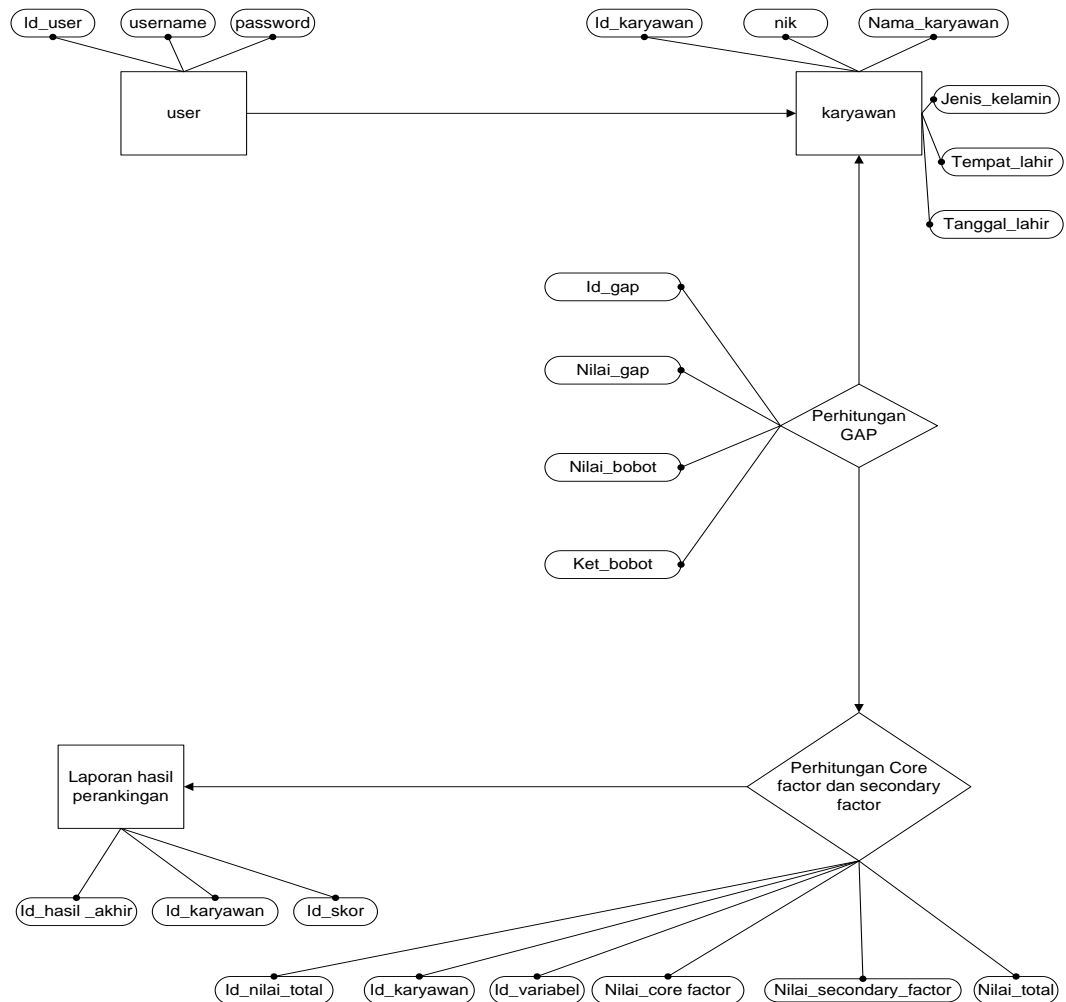 Id_user
username
password
Id_karyawan
nik
Nama_karyawan
user
karyawan
Jenis_kelamin
Tempat_lahir
Tanggal_lahir
Id_gap
Nilai_gap
Perhitungan
GAP
Nilai_bobot
Ket_bobot
Laporan hasil
perankingan
Perhitungan Core
factor dan secondary
factor
Id_hasil _akhir
Id_karyawan
Id_skor
Id_nilai_total
Id_karyawan
Id_variabel
Nilai_core factor
Nilai_secondary_factor
Nilai_total